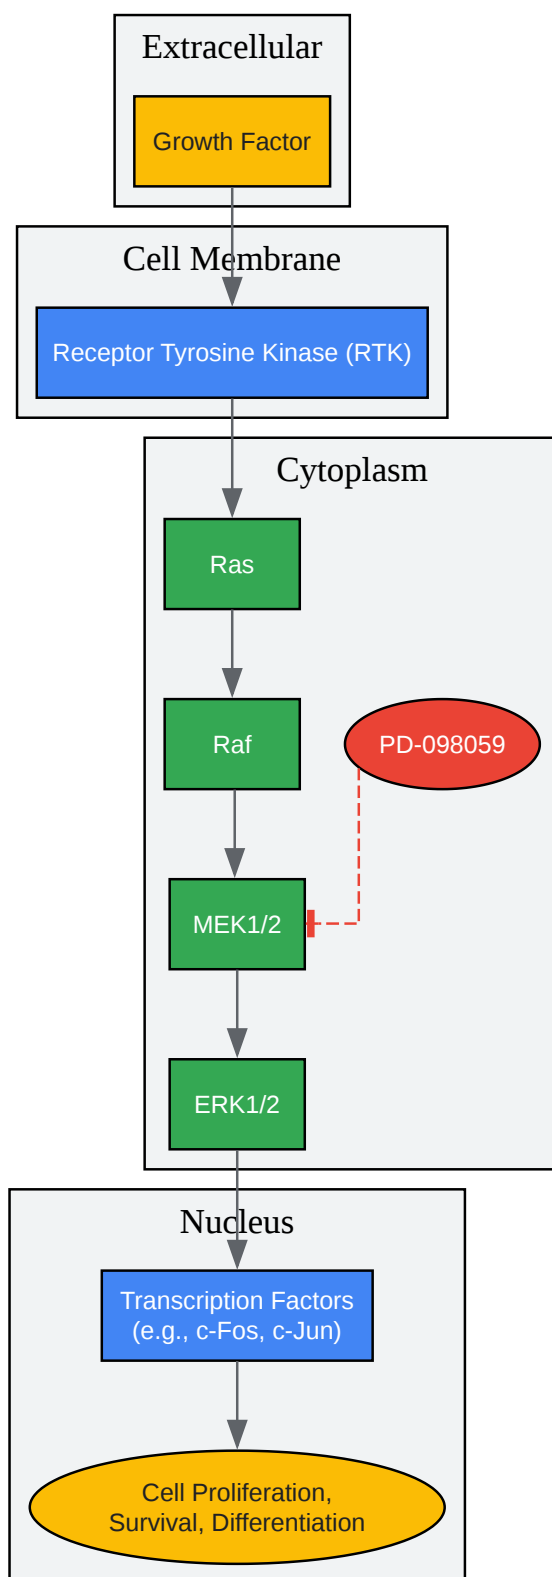 Extracellular
Growth Factor
Cell Membrane
Receptor Tyrosine Kinase (RTK)
Cytoplasm
Ras
Raf
PD-098059
MEK1/2
ERK1/2
Nucleus
Transcription Factors
(e.g., c-Fos, c-Jun)
Cell Proliferation,
Survival, Differentiation